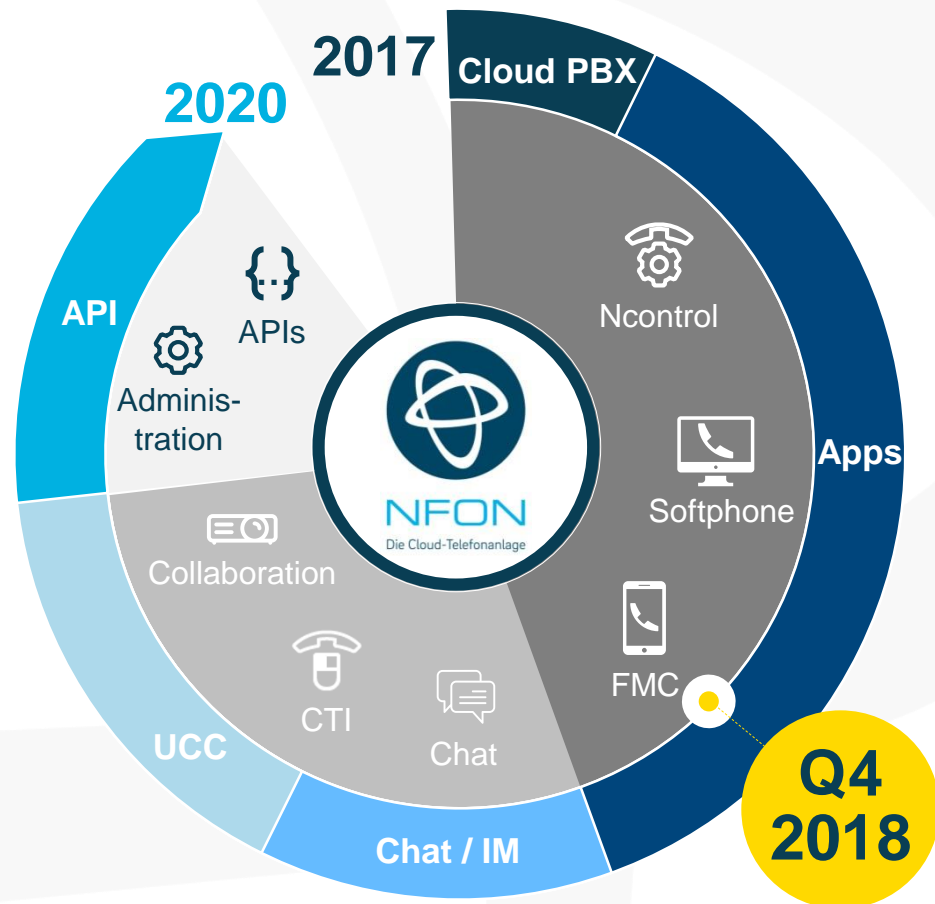 2017
Cloud PBX
2020
Ncontrol
{...}
APIs
API
Adminis-
tration
Apps
Softphone
NFON
Die Cloud-Telefonanlage
Collaboration
FMC
CTI
Chat
UCC
Q4
2018
Chat / IM